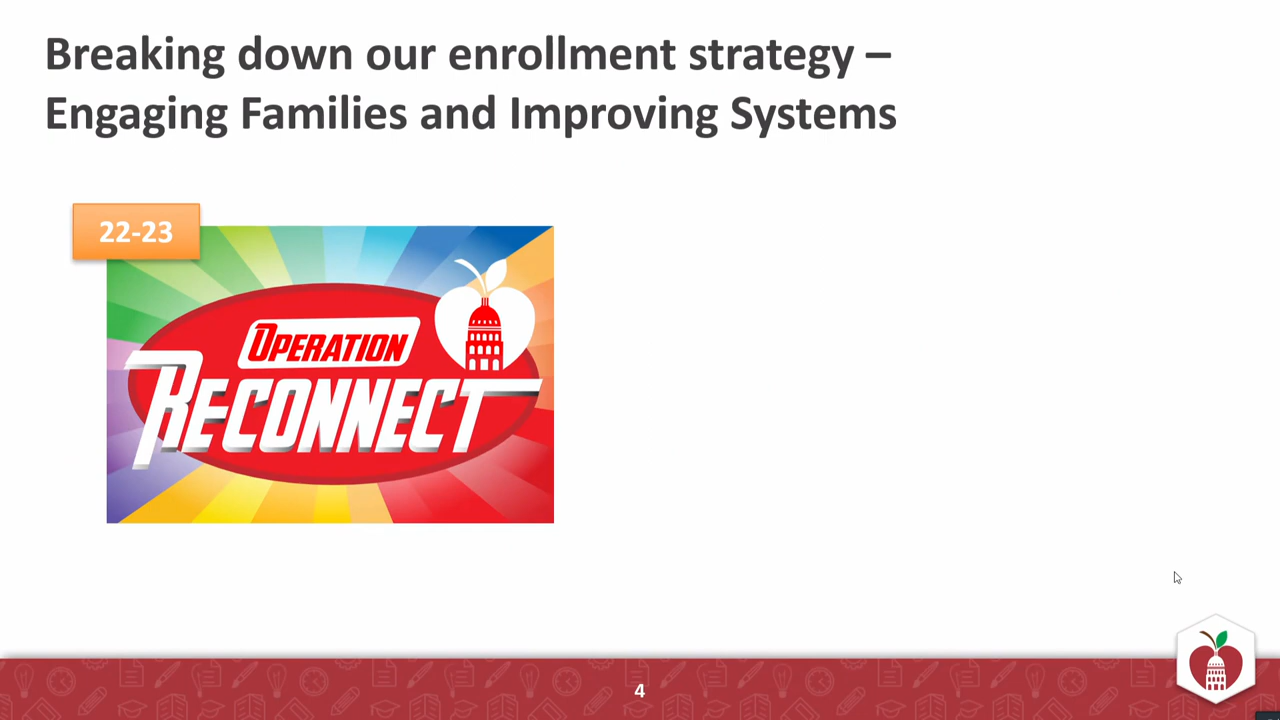 Breaking down our enrollment strategy –
Engaging Families and Improving Systems
22-23
OPERATION
RECONNECT
4